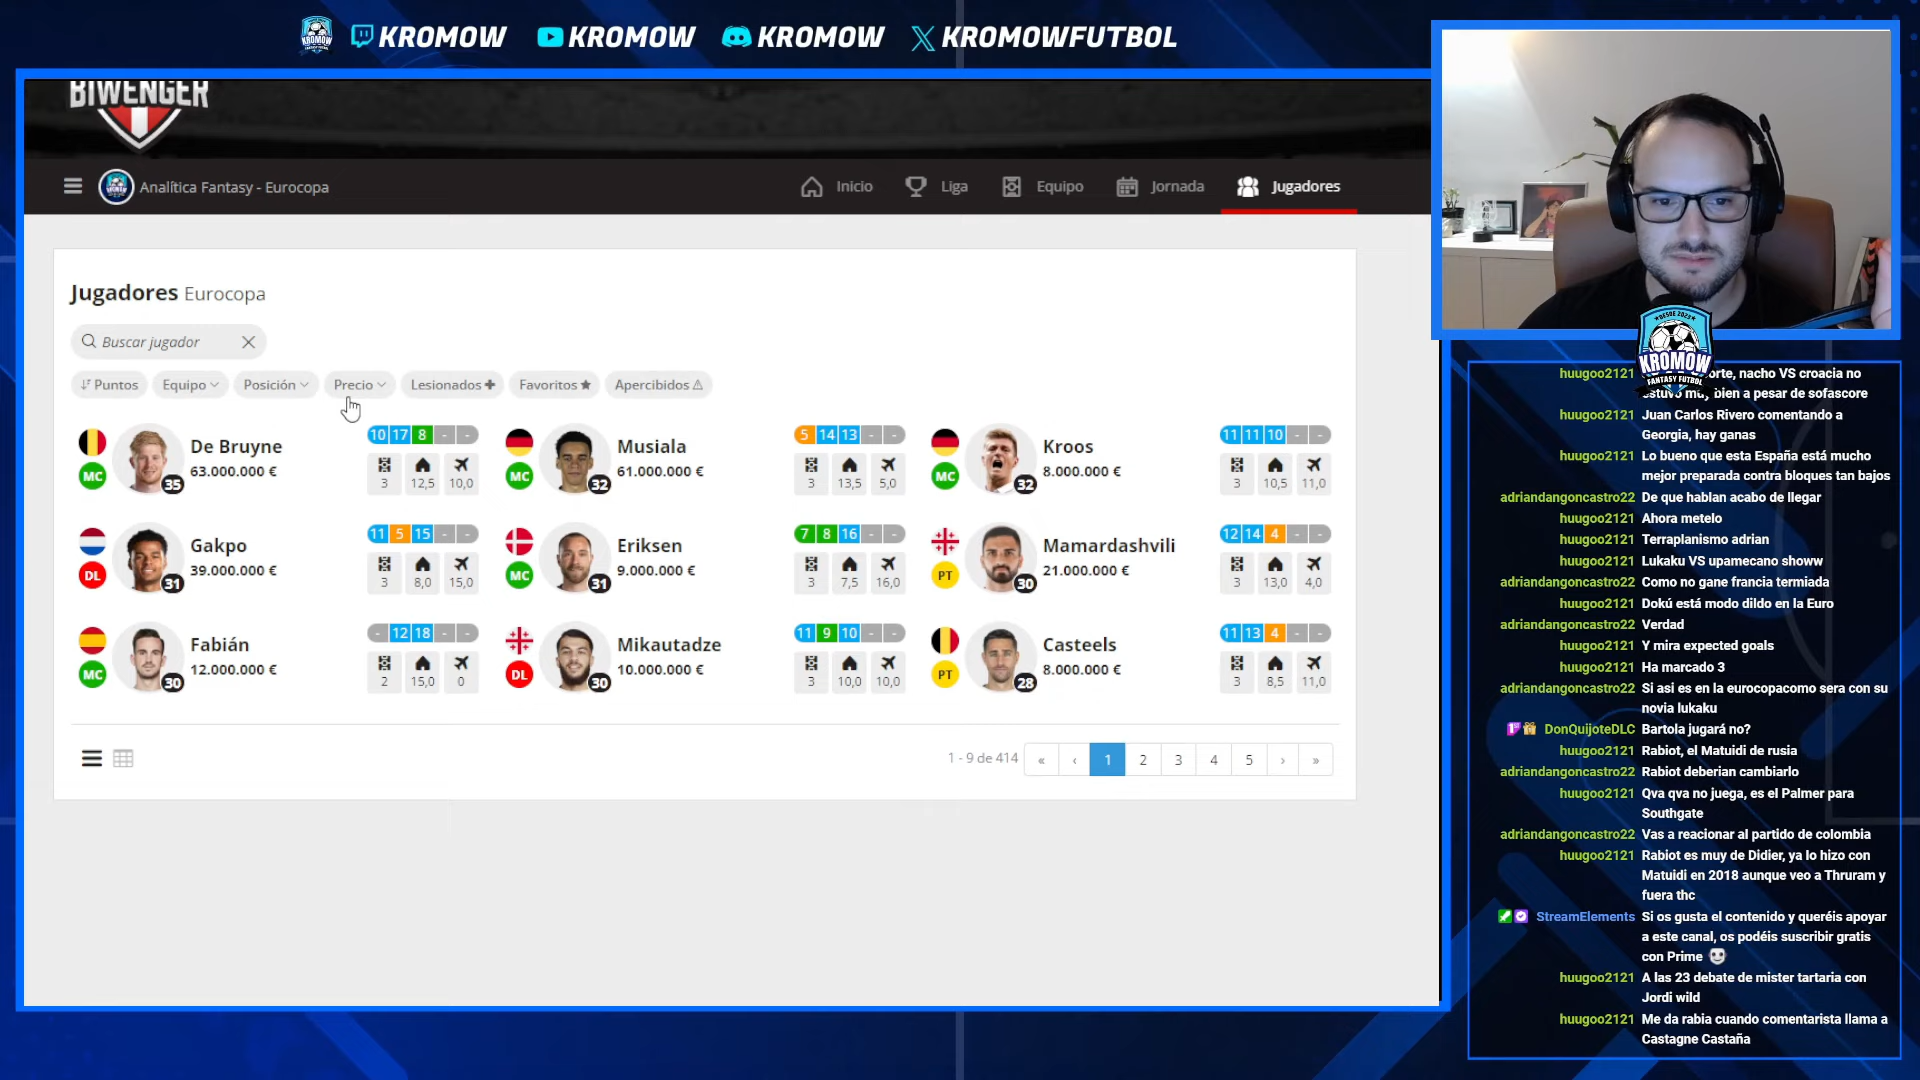 KROMOW KROMOW KROMOW KROMOWFUTBOL
BIWENGER
Analítica Fantasy - Eurocopa
Inicio Liga Equipo Jornada Jugadores
Jugadores Eurocopa
Buscar jugador
Puntos Equipo Posición Precio Lesionados Favoritos Apercibidos
De Bruyne
63.000.000 €
MC 35
10 17 8 - -
3 12,5 10,0
Musiala
61.000.000 €
MC 32
5 14 13 - -
3 13,5 5,0
Kroos
8.000.000 €
MC 32
11 11 10 - -
3 10,5 11,0
Gakpo
39.000.000 €
DL 31
11 5 15 - -
3 8,0 15,0
Eriksen
9.000.000 €
MC 31
7 8 16 - -
3 7,5 16,0
Mamardashvili
21.000.000 €
PT 30
12 14 4 - -
3 13,0 4,0
Fabián
12.000.000 €
MC 30
- 12 18 - -
2 15,0 0
Mikautadze
10.000.000 €
DL 30
11 9 10 - -
3 10,0 10,0
Casteels
8.000.000 €
PT 28
11 13 4 - -
3 8,5 11,0
1 - 9 de 414 « ‹ 1 2 3 4 5 › »
DESDE 2023
KROMOW
FANTASY FUTBOL
huugoo2121 orte, nacho VS croacia no
estuvo muy bien a pesar de sofascore
huugoo2121 Juan Carlos Rivero comentando a
Georgia, hay ganas
huugoo2121 Lo bueno que esta España está mucho
mejor preparada contra bloques tan bajos
adriandangoncastro22 De que hablan acabo de llegar
huugoo2121 Ahora metelo
huugoo2121 Terraplanismo adrian
huugoo2121 Lukaku VS upamecano showw
adriandangoncastro22 Como no gane francia termiada
huugoo2121 Dokú está modo dildo en la Euro
adriandangoncastro22 Verdad
huugoo2121 Y mira expected goals
huugoo2121 Ha marcado 3
adriandangoncastro22 Si asi es en la eurocopacomo sera con su
novia lukaku
DonQuijoteDLC Bartola jugará no?
huugoo2121 Rabiot, el Matuidi de rusia
adriandangoncastro22 Rabiot deberian cambiarlo
huugoo2121 Qva qva no juega, es el Palmer para
Southgate
adriandangoncastro22 Vas a reacionar al partido de colombia
huugoo2121 Rabiot es muy de Didier, ya lo hizo con
Matuidi en 2018 aunque veo a Thruram y
fuera thc
StreamElements Si os gusta el contenido y queréis apoyar
a este canal, os podéis suscribir gratis
con Prime
huugoo2121 A las 23 debate de mister tartaria con
Jordi wild
huugoo2121 Me da rabia cuando comentarista llama a
Castagne Castaña